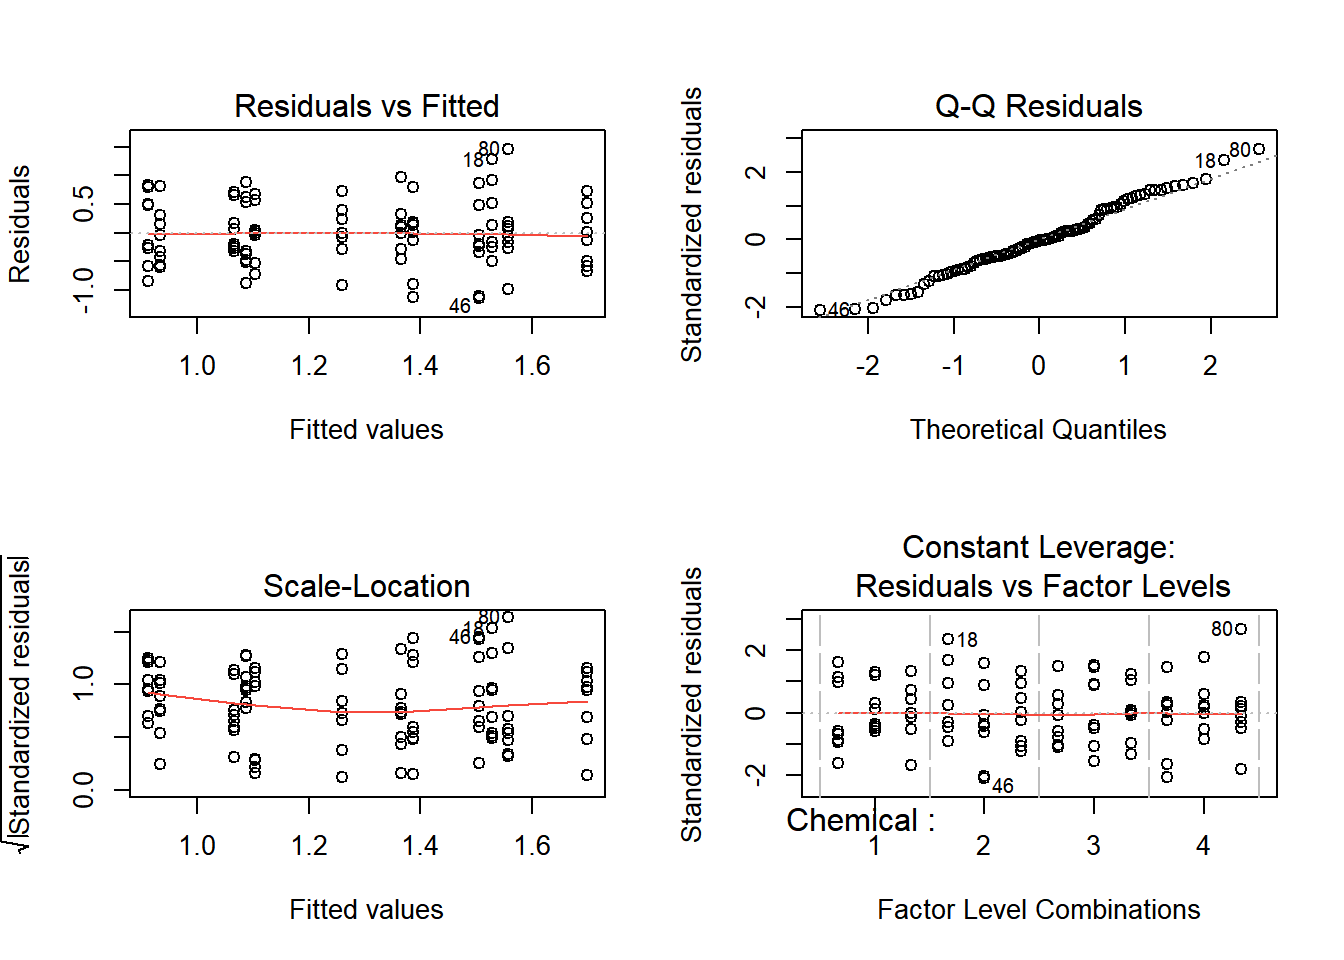 Residuals vs Fitted
Residuals
0.5
-1.0
80
18
46
1.0 1.2 1.4 1.6
Fitted values
Q-Q Residuals
Standardized residuals
2
0
-2
18 80
46
-2 -1 0 1 2
Theoretical Quantiles
Scale-Location
√|Standardized residuals|
1.0
0.0
80
18
46
1.0 1.2 1.4 1.6
Fitted values
Constant Leverage:
Residuals vs Factor Levels
Standardized residuals
2
0
-2
18
80
46
Chemical :
1 2 3 4
Factor Level Combinations